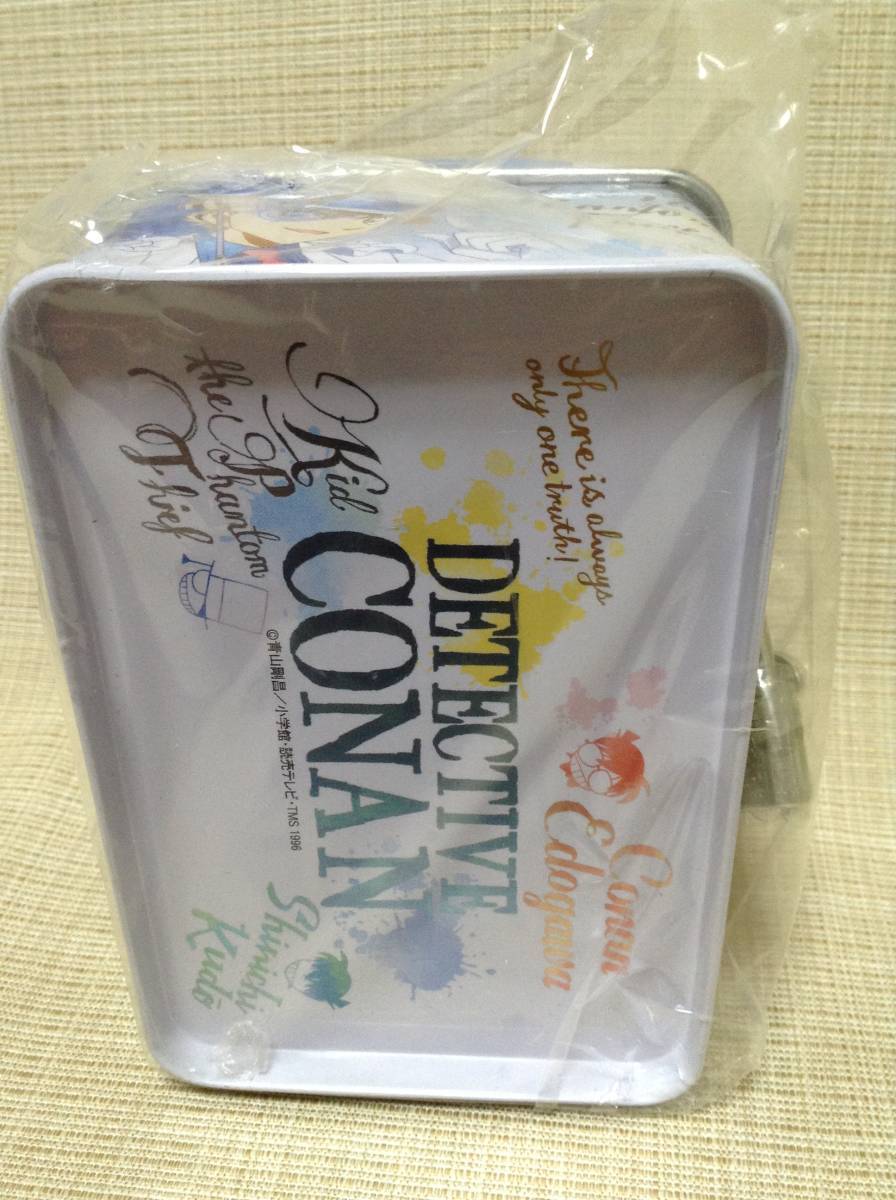 There is always
only one truth!
Conan
Edogawa
DETECTIVE
CONAN
Kid
the Phantom
Thief
Shinichi
Kudō
©青山剛昌／小学館・読売テレビ・TMS 1996